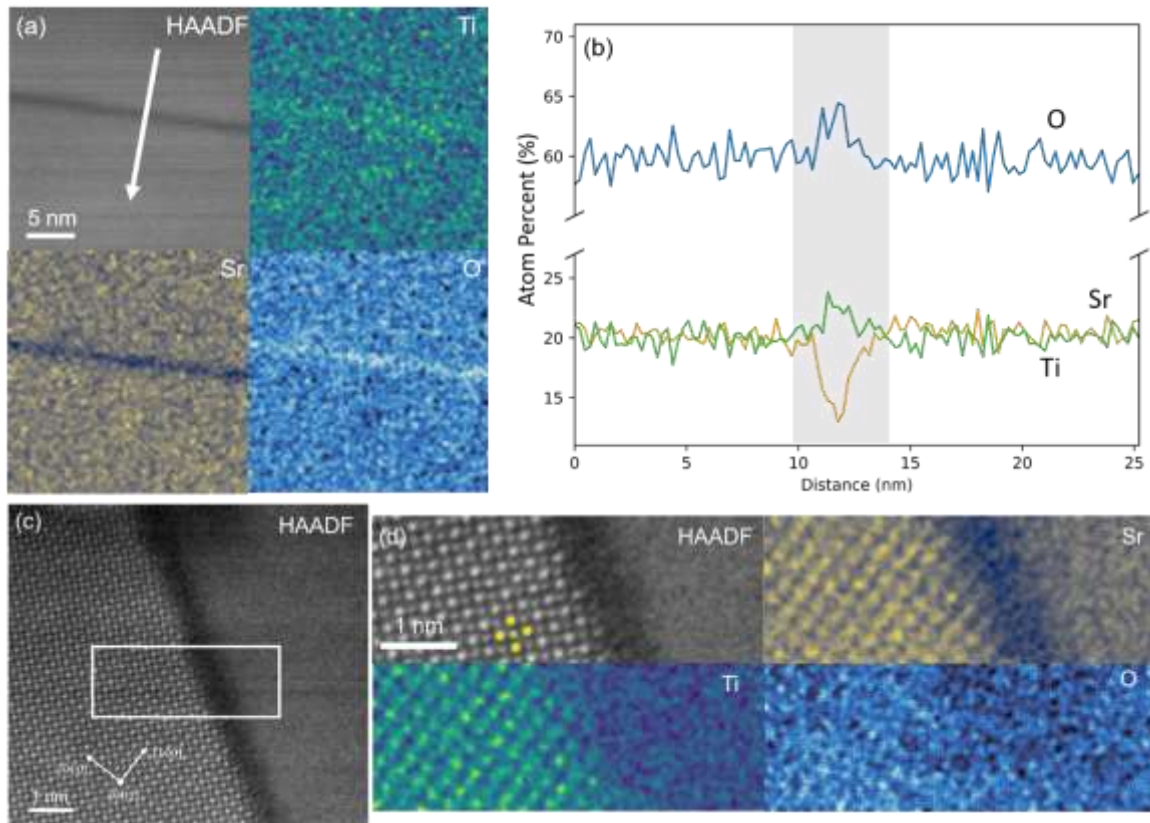 (a) HAADF Ti
5 nm
Sr O
(b)
70
65
60
25
20
15
O
Sr
Ti
Atom Percent (%)
0 5 10 15 20 25
Distance (nm)
(c) HAADF
1 nm
(d) HAADF Sr
1 nm
Ti O